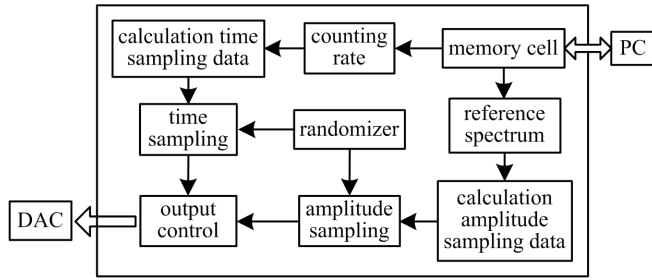 calculation time
sampling data
counting
rate
memory cell
PC
time
sampling
randomizer
reference
spectrum
DAC
output
control
amplitude
sampling
calculation
amplitude
sampling data